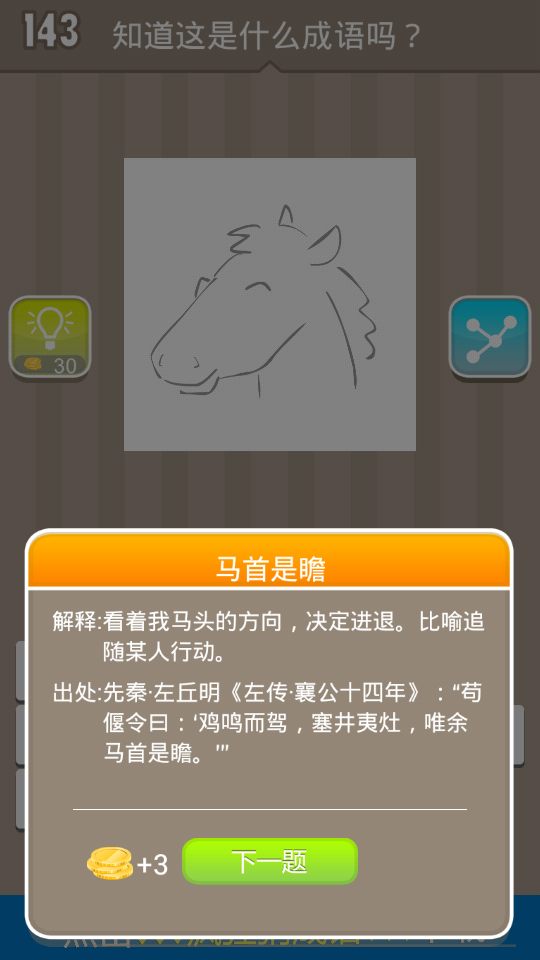 143 知道这是什么成语吗？
30
马首是瞻
解释:看着我马头的方向，决定进退。比喻追
随某人行动。
出处:先秦·左丘明《左传·襄公十四年》：“荀
偃令曰：‘鸡鸣而驾，塞井夷灶，唯余
马首是瞻。’”
+3 下一题